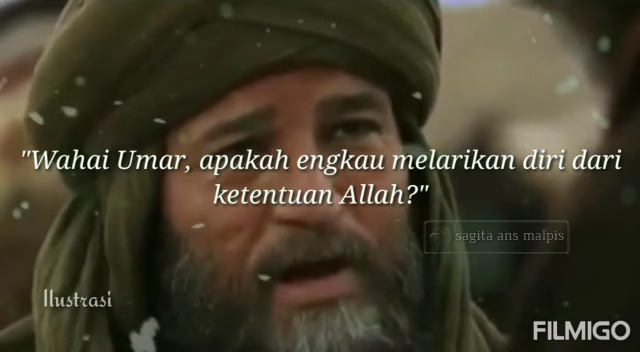 "Wahai Umar, apakah engkau melarikan diri dari
ketentuan Allah?"
sagita ans malpis
Ilustrasi
FILMIGO